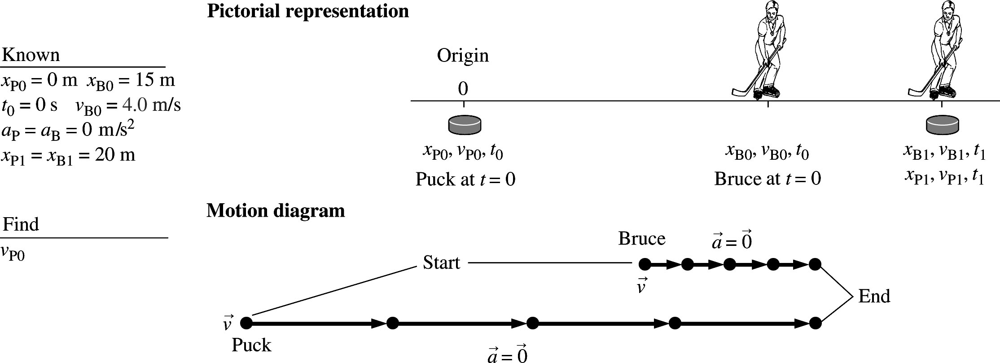 Pictorial representation
Known
x_P0 = 0 m x_B0 = 15 m
t_0 = 0 s v_B0 = 4.0 m/s
a_P = a_B = 0 m/s²
x_P1 = x_B1 = 20 m
Find
v_P0
Origin
0
x_P0, v_P0, t_0
Puck at t = 0
x_B0, v_B0, t_0
Bruce at t = 0
x_B1, v_B1, t_1
x_P1, v_P1, t_1
Motion diagram
Bruce
a⃗ = 0⃗
Start
v⃗
End
v⃗
Puck
a⃗ = 0⃗